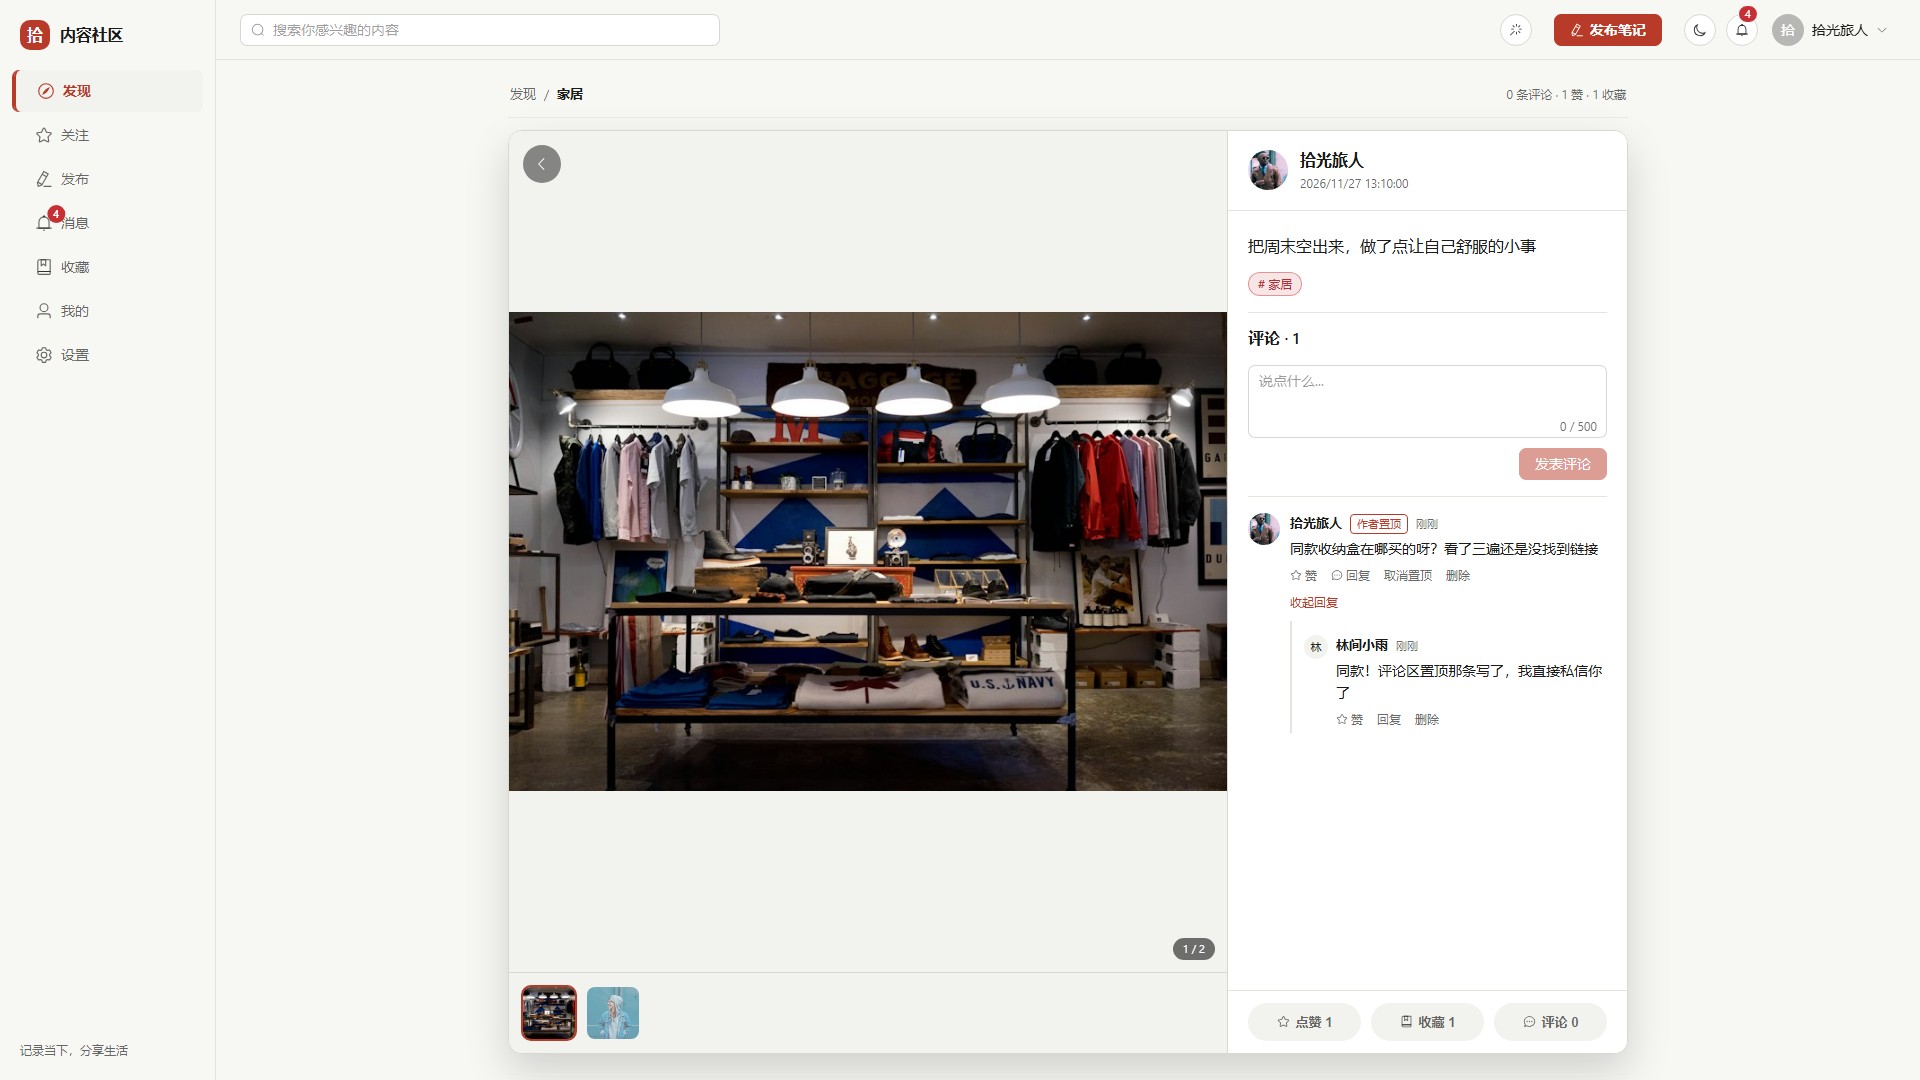 拾 内容社区
搜索你感兴趣的内容
发布笔记
4
拾 拾光旅人
发现
关注
发布
4
消息
收藏
我的
设置
记录当下，分享生活
发现 / 家居
0 条评论 · 1 赞 · 1 收藏
BAGGAGE
M
U.S. NAVY
1 / 2
拾光旅人
2026/11/27 13:10:00
把周末空出来，做了点让自己舒服的小事
# 家居
评论 · 1
说点什么...
0 / 500
发表评论
拾光旅人 作者置顶 刚刚
同款收纳盒在哪买的呀？看了三遍还是没找到链接
赞 回复 取消置顶 删除
收起回复
林 林间小雨 刚刚
同款！评论区置顶那条写了，我直接私信你
了
赞 回复 删除
点赞 1 收藏 1 评论 0